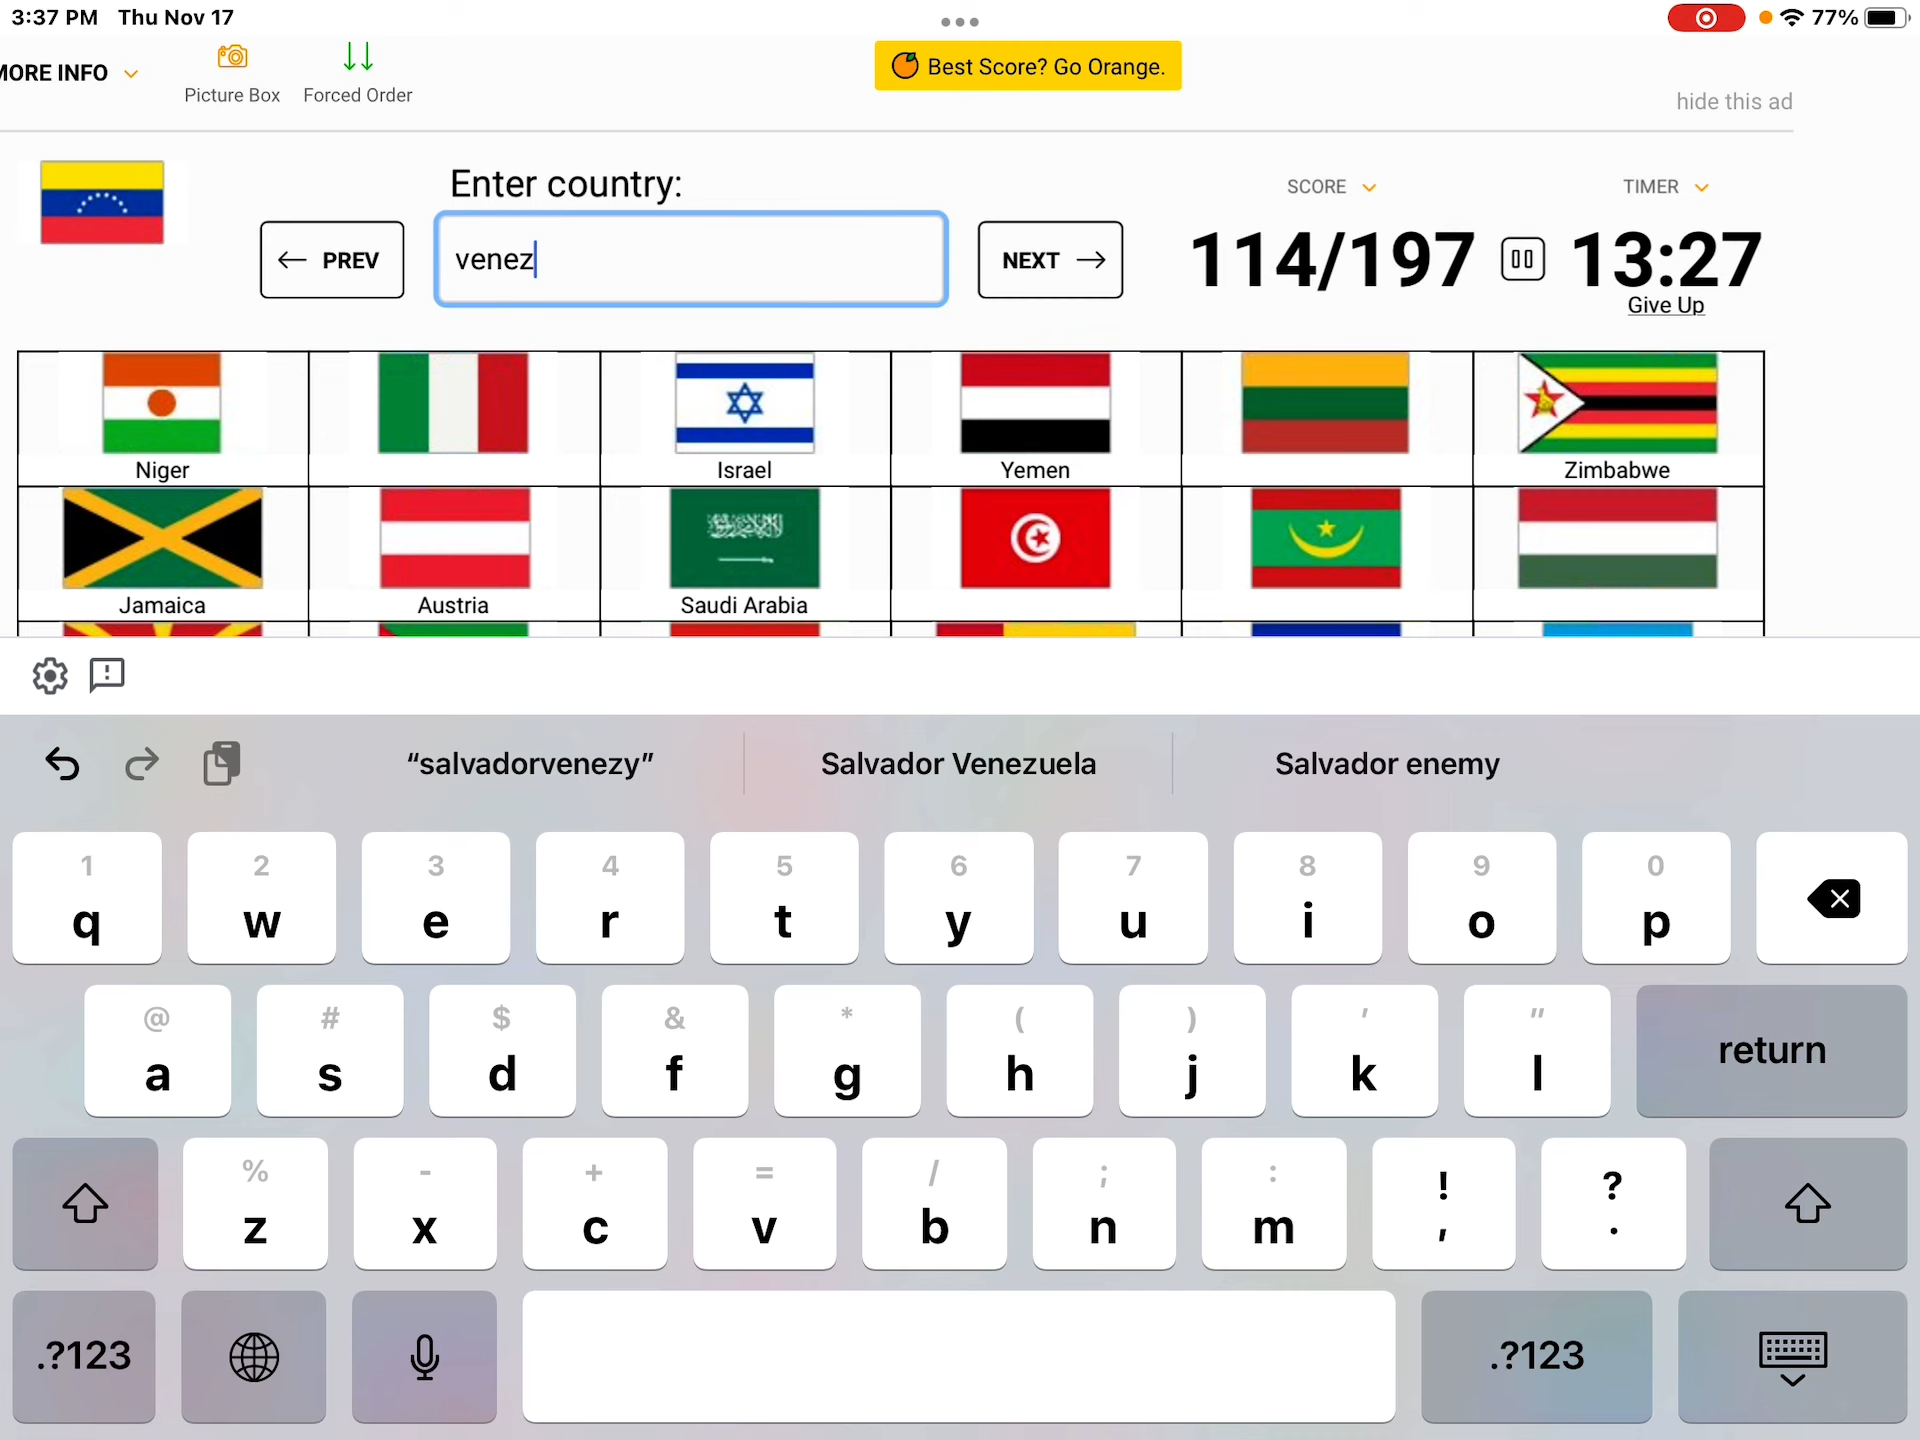 3:37 PM Thu Nov 17
77%
MORE INFO
Picture Box
Forced Order
Best Score? Go Orange.
hide this ad
Enter country:
SCORE
TIMER
PREV
venez
NEXT
114/197
13:27
Give Up
Niger
Israel
Yemen
Zimbabwe
Jamaica
Austria
Saudi Arabia
“salvadorvenezy”
Salvador Venezuela
Salvador enemy
1 2 3 4 5 6 7 8 9 0
q w e r t y u i o p
@ # $ & * ( ) ' "
a s d f g h j k l return
% - + = / ; : ! ?
z x c v b n m , .
.?123 .?123